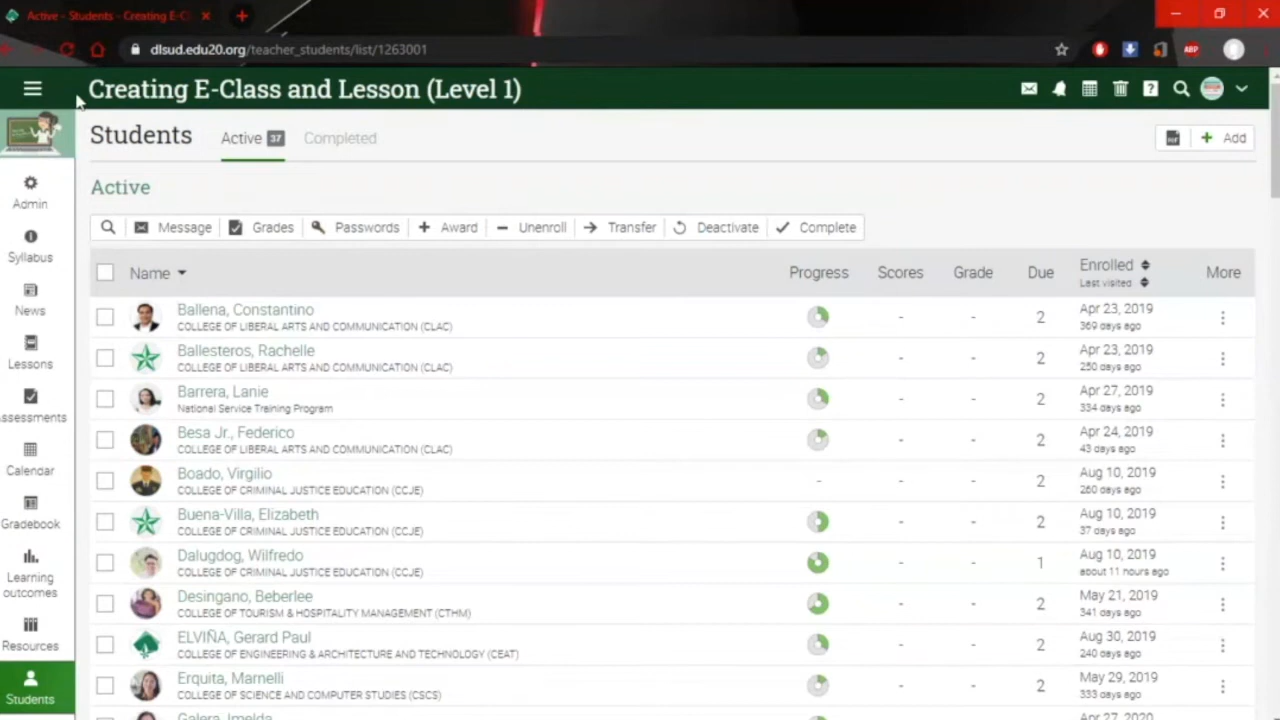 Active - Students - Creating E-Cl
dlsud.edu20.org/teacher_students/list/1263001
ABP
Creating E-Class and Lesson (Level 1)
Students
Active 37
Completed
Add
Active
Message
Grades
Passwords
Award
Unenroll
Transfer
Deactivate
Complete
Name
Progress
Scores
Grade
Due
Enrolled
Last visited
More
Ballena, Constantino
COLLEGE OF LIBERAL ARTS AND COMMUNICATION (CLAC)
- - 2
Apr 23, 2019
369 days ago
Ballesteros, Rachelle
COLLEGE OF LIBERAL ARTS AND COMMUNICATION (CLAC)
- - 2
Apr 23, 2019
250 days ago
Barrera, Lanie
National Service Training Program
- - 2
Apr 27, 2019
334 days ago
Besa Jr., Federico
COLLEGE OF LIBERAL ARTS AND COMMUNICATION (CLAC)
- - 2
Apr 24, 2019
43 days ago
Boado, Virgilio
COLLEGE OF CRIMINAL JUSTICE EDUCATION (CCJE)
- - - 2
Aug 10, 2019
260 days ago
Buena-Villa, Elizabeth
COLLEGE OF CRIMINAL JUSTICE EDUCATION (CCJE)
- - 2
Aug 10, 2019
37 days ago
Dalugdog, Wilfredo
COLLEGE OF CRIMINAL JUSTICE EDUCATION (CCJE)
- - 1
Aug 10, 2019
about 11 hours ago
Desingano, Beberlee
COLLEGE OF TOURISM & HOSPITALITY MANAGEMENT (CTHM)
- - 2
May 21, 2019
341 days ago
ELVIÑA, Gerard Paul
COLLEGE OF ENGINEERING & ARCHITECTURE AND TECHNOLOGY (CEAT)
- - 2
Aug 30, 2019
240 days ago
Erquita, Marnelli
COLLEGE OF SCIENCE AND COMPUTER STUDIES (CSCS)
- - 2
May 29, 2019
333 days ago
Galera, Imelda
Apr 27, 2020
Admin
Syllabus
News
Lessons
ssessments
Calendar
Gradebook
Learning
outcomes
Resources
Students